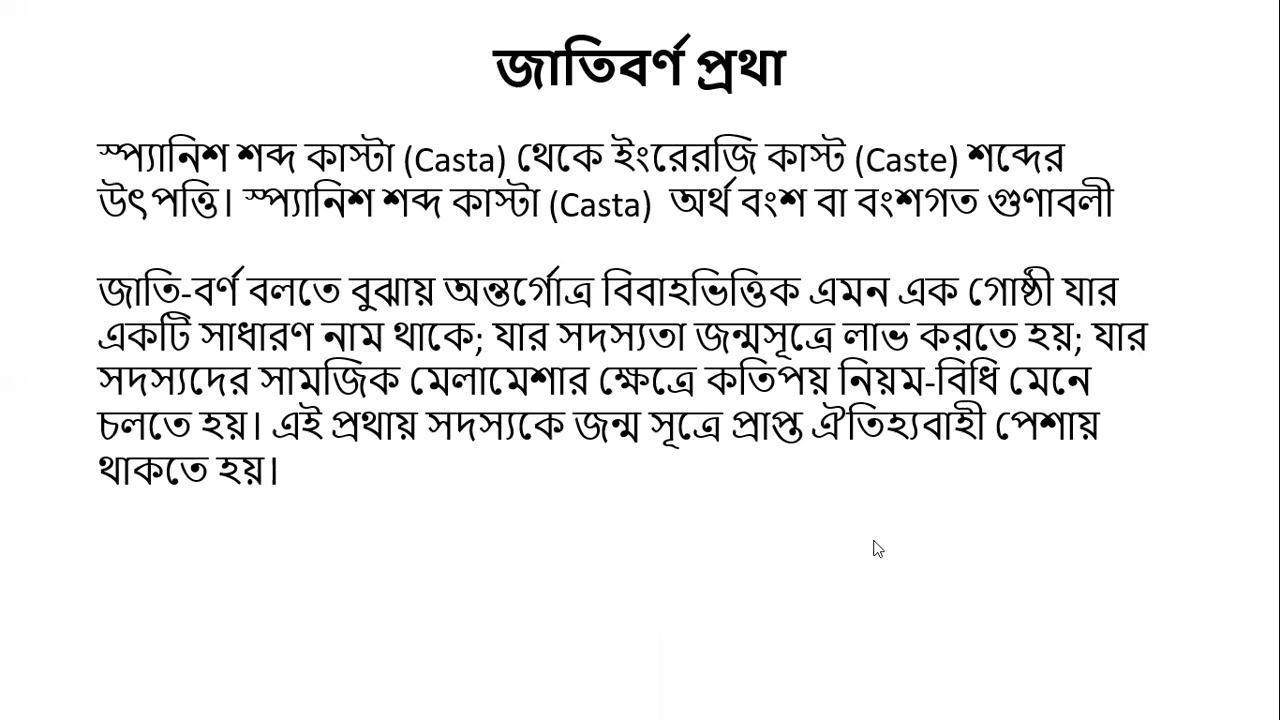 জাতিবর্ণ প্রথা
স্প্যানিশ শব্দ কাস্টা (Casta) থেকে ইংরেরজি কাস্ট (Caste) শব্দের
উৎপত্তি। স্প্যানিশ শব্দ কাস্টা (Casta) অর্থ বংশ বা বংশগত গুণাবলী
জাতি-বর্ণ বলতে বুঝায় অন্তর্গোত্র বিবাহভিত্তিক এমন এক গোষ্ঠী যার
একটি সাধারণ নাম থাকে; যার সদস্যতা জন্মসূত্রে লাভ করতে হয়; যার
সদস্যদের সামজিক মেলামেশার ক্ষেত্রে কতিপয় নিয়ম-বিধি মেনে
চলতে হয়। এই প্রথায় সদস্যকে জন্ম সূত্রে প্রাপ্ত ঐতিহ্যবাহী পেশায়
থাকতে হয়।